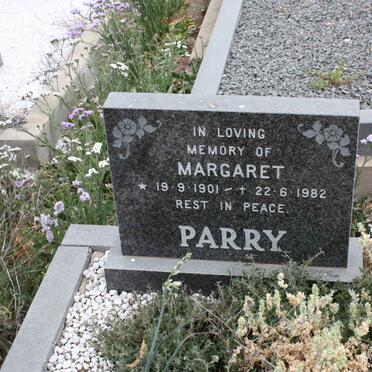 IN LOVING
MEMORY OF
MARGARET
★ 19·9·1901 – † 22·6·1982
REST IN PEACE.
PARRY